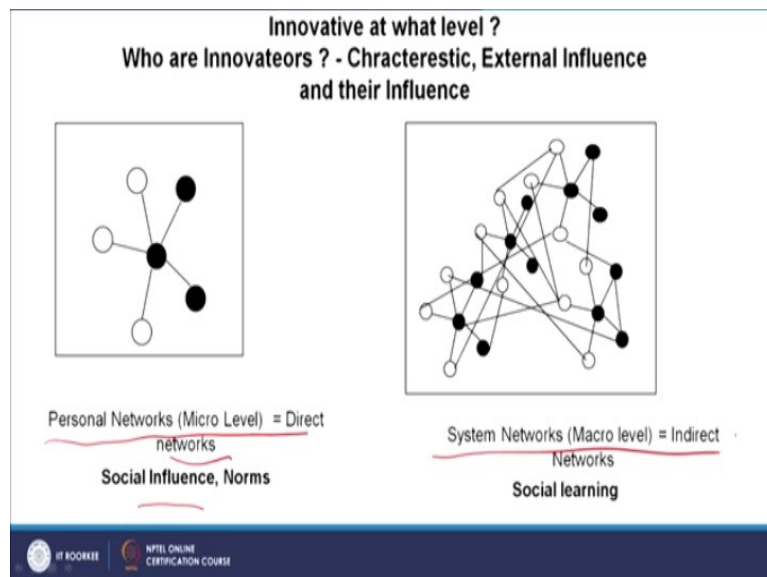 Innovative at what level ?
Who are Innovateors ? - Chracterestic, External Influence
and their Influence
Personal Networks (Micro Level) = Direct
networks
Social Influence, Norms
System Networks (Macro level) = Indirect
Networks
Social learning
IIT ROORKEE
NPTEL ONLINE
CERTIFICATION COURSE